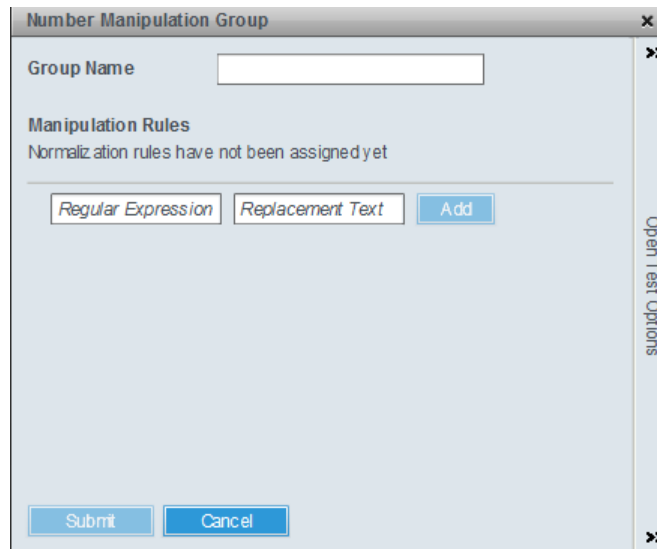 Number Manipulation Group
Group Name
Manipulation Rules
Normalization rules have not been assigned yet
Regular Expression Replacement Text Add
Open Test Options
Submit Cancel